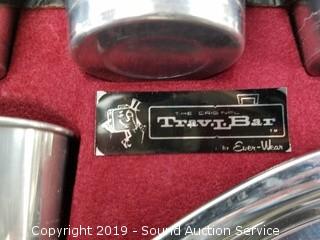 THE ORIGINAL
TravLBar
TM
by Ever-Wear
Copyright 2019 - Sound Auction Service